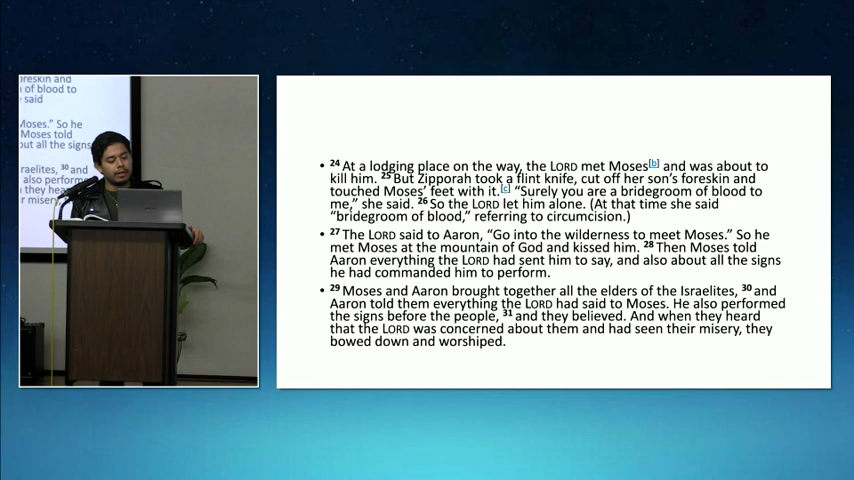 oreskin and
of blood to
said
Moses." So he
Moses told
out all the signs
raelites, 30 and
also perform
they hea
r misery
• 24 At a lodging place on the way, the LORD met Moses[b] and was about to
kill him. 25 But Zipporah took a flint knife, cut off her son's foreskin and
touched Moses' feet with it.[c] "Surely you are a bridegroom of blood to
me," she said. 26 So the LORD let him alone. (At that time she said
"bridegroom of blood," referring to circumcision.)
• 27 The LORD said to Aaron, "Go into the wilderness to meet Moses." So he
met Moses at the mountain of God and kissed him. 28 Then Moses told
Aaron everything the LORD had sent him to say, and also about all the signs
he had commanded him to perform.
• 29 Moses and Aaron brought together all the elders of the Israelites, 30 and
Aaron told them everything the LORD had said to Moses. He also performed
the signs before the people, 31 and they believed. And when they heard
that the LORD was concerned about them and had seen their misery, they
bowed down and worshiped.